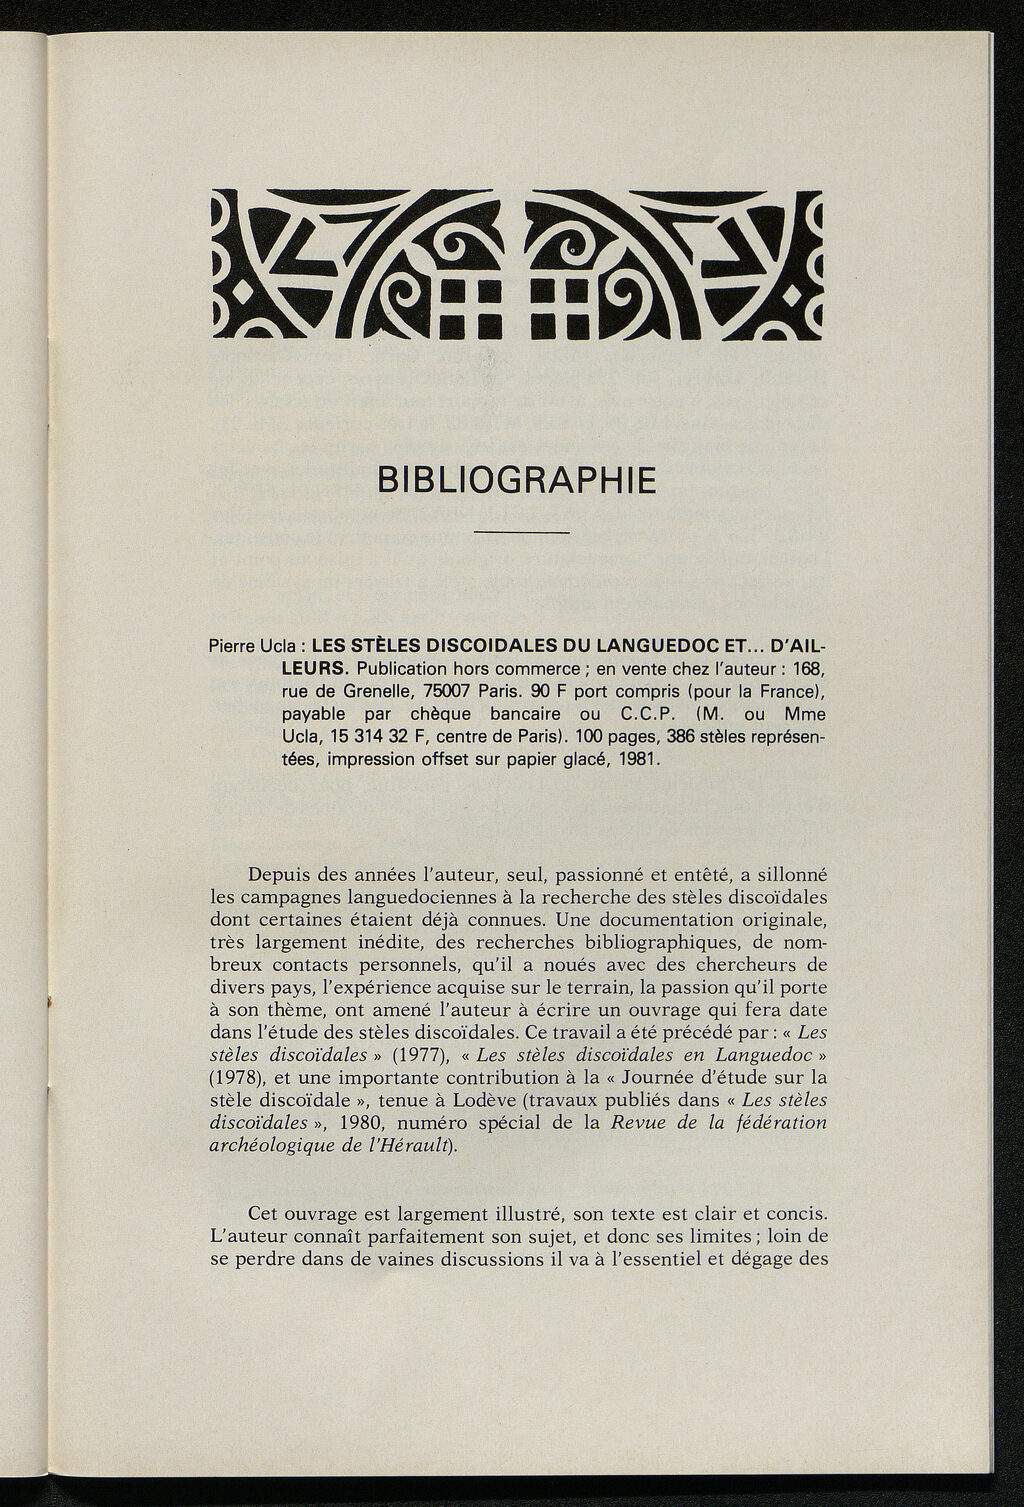 BIBLIOGRAPHIE
Pierre Ucla : LES STÈLES DISCOIDALES DU LANGUEDOC ET... D'AIL-
LEURS. Publication hors commerce ; en vente chez l'auteur : 168,
rue de Grenelle, 75007 Paris. 90 F port compris (pour la France),
payable par chèque bancaire ou C.C.P. (M. ou Mme
Ucla, 15 314 32 F, centre de Paris). 100 pages, 386 stèles représen-
tées, impression offset sur papier glacé, 1981.
Depuis des années l'auteur, seul, passionné et entêté, a sillonné
les campagnes languedociennes à la recherche des stèles discoïdales
dont certaines étaient déjà connues. Une documentation originale,
très largement inédite, des recherches bibliographiques, de nom-
breux contacts personnels, qu'il a noués avec des chercheurs de
divers pays, l'expérience acquise sur le terrain, la passion qu'il porte
à son thème, ont amené l'auteur à écrire un ouvrage qui fera date
dans l'étude des stèles discoïdales. Ce travail a été précédé par : « Les
stèles discoïdales » (1977), « Les stèles discoïdales en Languedoc »
(1978), et une importante contribution à la « Journée d'étude sur la
stèle discoïdale », tenue à Lodève (travaux publiés dans « Les stèles
discoïdales », 1980, numéro spécial de la Revue de la fédération
archéologique de l'Hérault).
Cet ouvrage est largement illustré, son texte est clair et concis.
L'auteur connaît parfaitement son sujet, et donc ses limites ; loin de
se perdre dans de vaines discussions il va à l'essentiel et dégage des